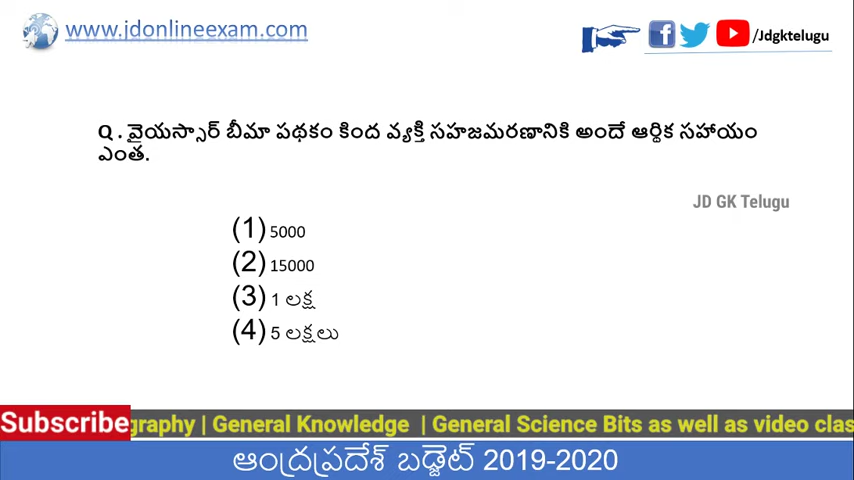 www.jdonlineexam.com
/Jdgktelugu
Q . వైయస్సార్ బీమా పథకం కింద వ్యక్తి సహజమరణానికి అందే ఆర్థిక సహాయం
ఎంత.
JD GK Telugu
(1) 5000
(2) 15000
(3) 1 లక్ష
(4) 5 లక్షలు
Subscribe graphy | General Knowledge | General Science Bits as well as video clas
ఆంధ్రప్రదేశ్ బడ్జెట్ 2019-2020